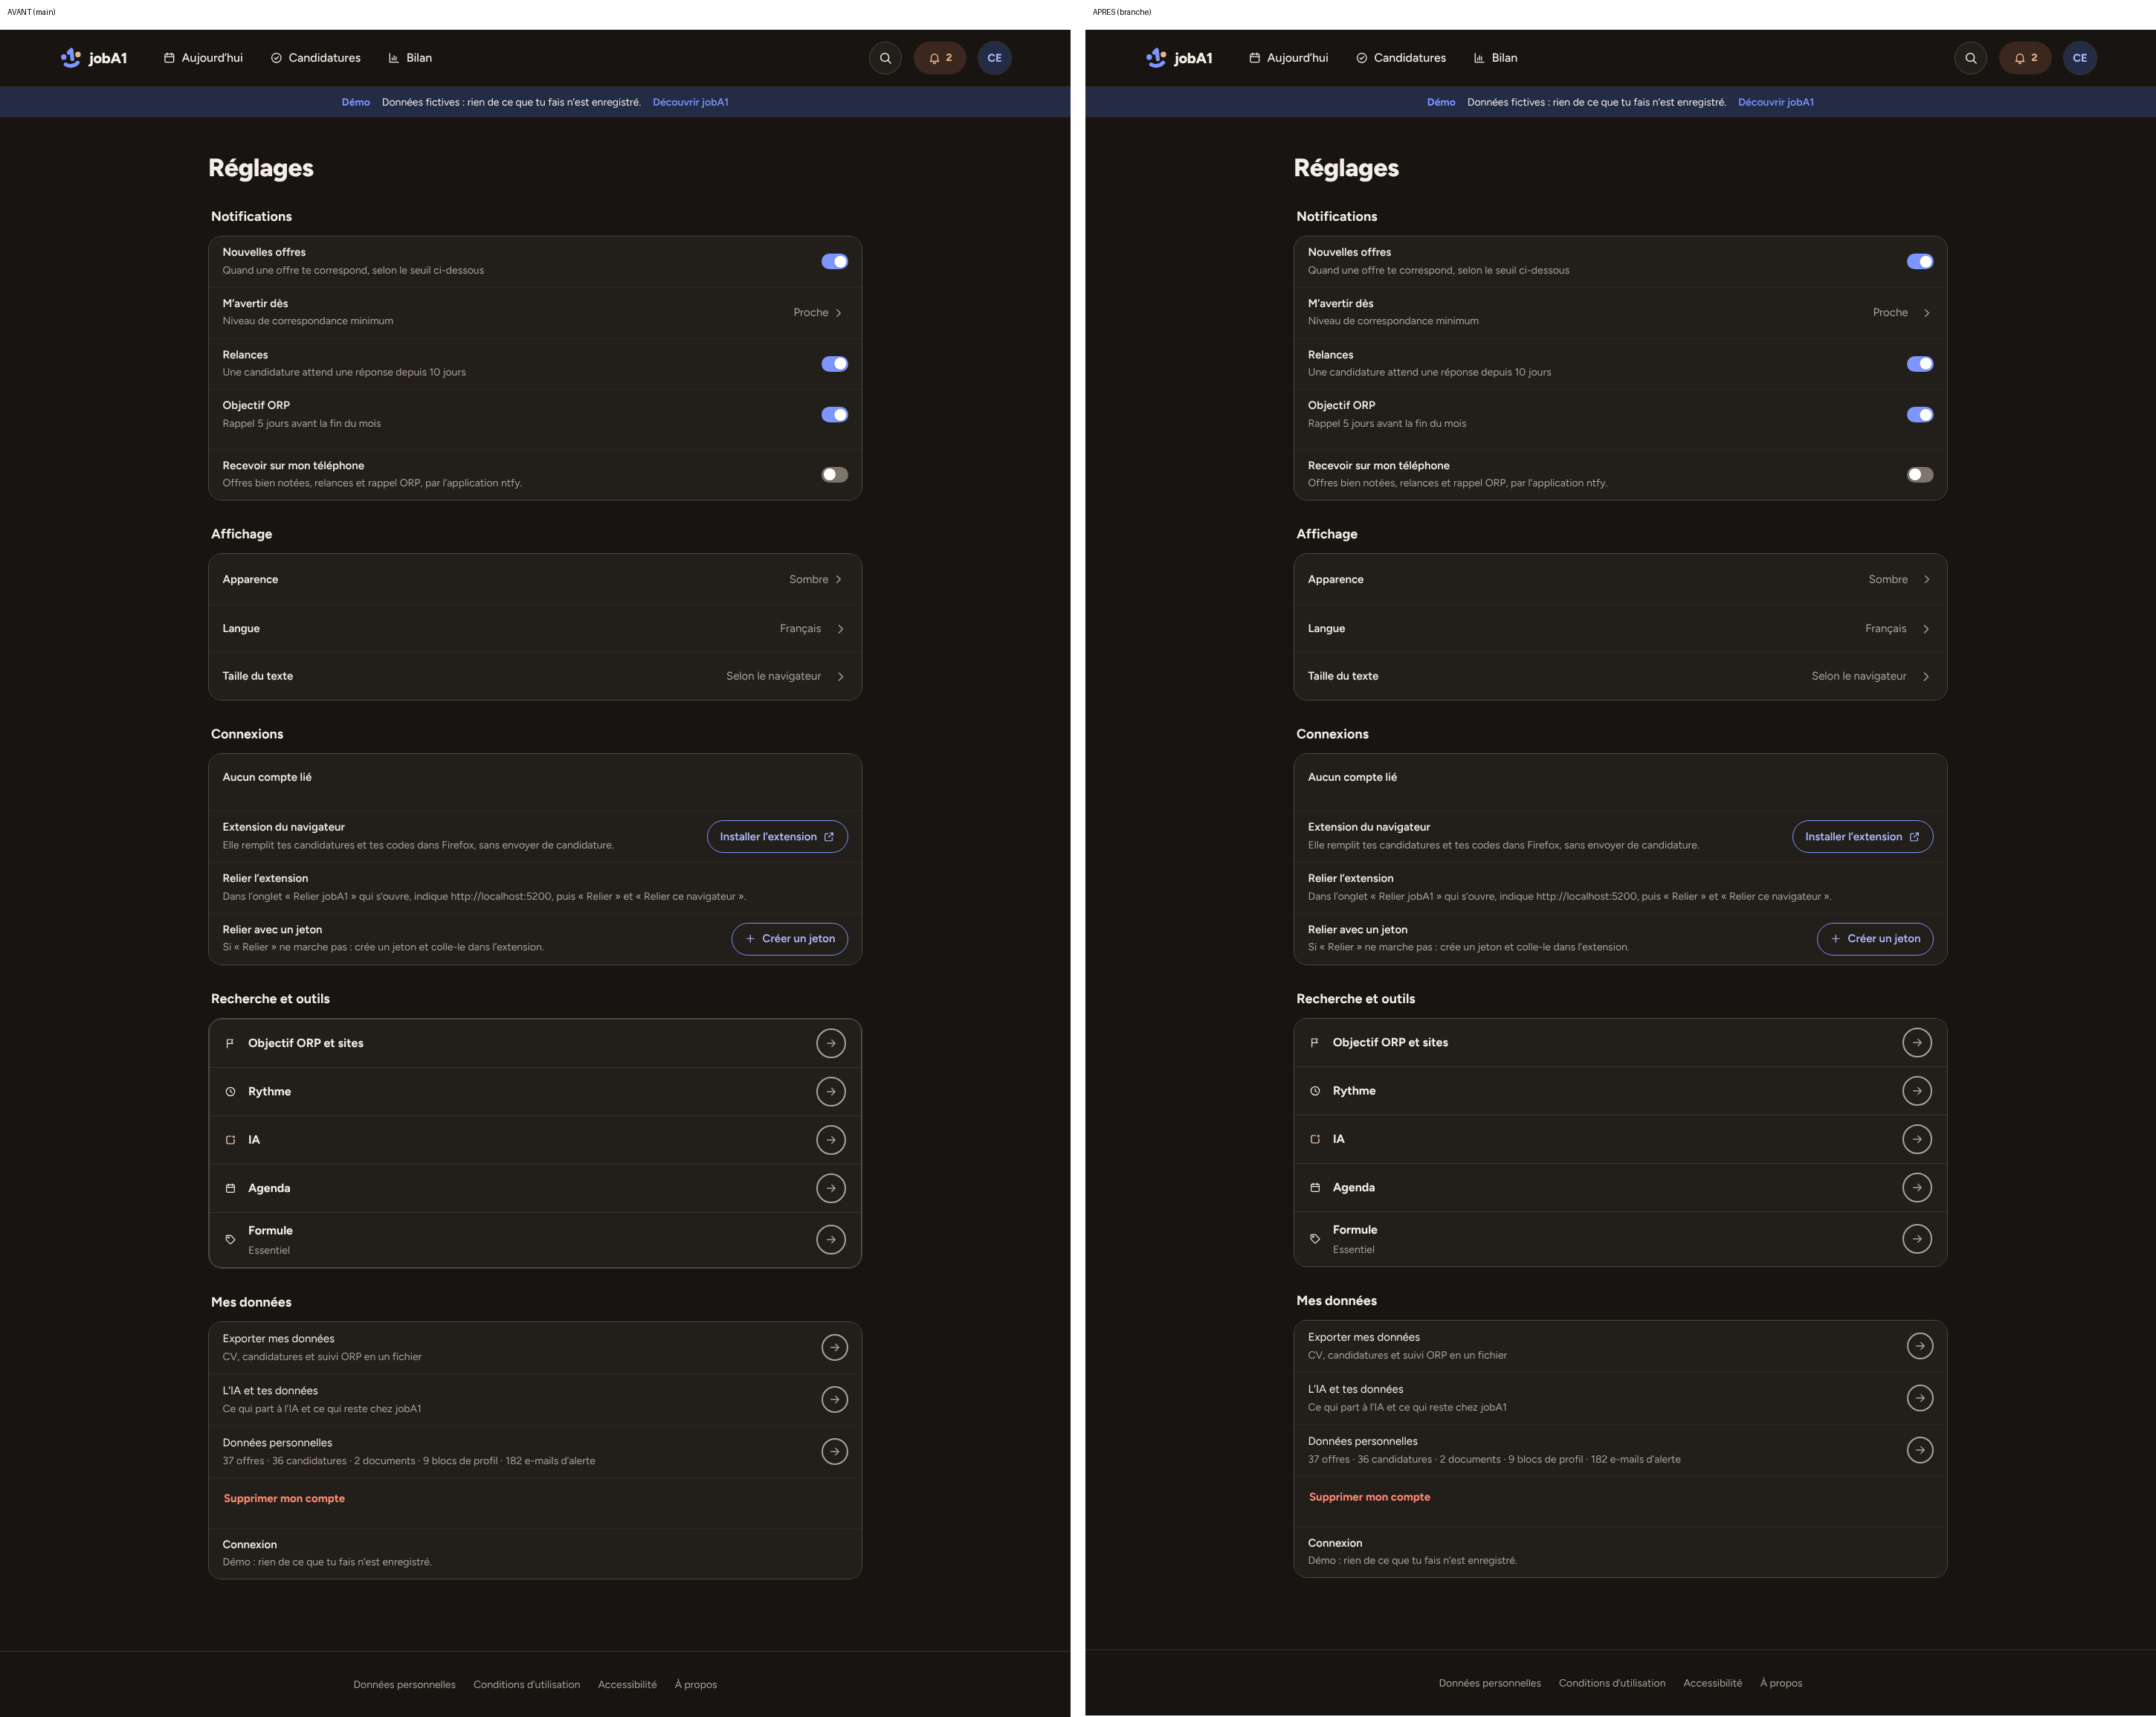 AVANT (main)
jobA1
Aujourd'hui
Candidatures
Bilan
2
CE
Démo Données fictives : rien de ce que tu fais n'est enregistré. Découvrir jobA1
Réglages
Notifications
Nouvelles offres
Quand une offre te correspond, selon le seuil ci-dessous
M'avertir dès
Niveau de correspondance minimum
Proche
Relances
Une candidature attend une réponse depuis 10 jours
Objectif ORP
Rappel 5 jours avant la fin du mois
Recevoir sur mon téléphone
Offres bien notées, relances et rappel ORP, par l'application ntfy.
Affichage
Apparence
Sombre
Langue
Français
Taille du texte
Selon le navigateur
Connexions
Aucun compte lié
Extension du navigateur
Elle remplit tes candidatures et tes codes dans Firefox, sans envoyer de candidature.
Installer l'extension
Relier l'extension
Dans l'onglet « Relier jobA1 » qui s'ouvre, indique http://localhost:5200, puis « Relier » et « Relier ce navigateur ».
Relier avec un jeton
Si « Relier » ne marche pas : crée un jeton et colle-le dans l'extension.
Créer un jeton
Recherche et outils
Objectif ORP et sites
Rythme
IA
Agenda
Formule
Essentiel
Mes données
Exporter mes données
CV, candidatures et suivi ORP en un fichier
L'IA et tes données
Ce qui part à l'IA et ce qui reste chez jobA1
Données personnelles
37 offres · 36 candidatures · 2 documents · 9 blocs de profil · 182 e-mails d'alerte
Supprimer mon compte
Connexion
Démo : rien de ce que tu fais n'est enregistré.
Données personnelles
Conditions d'utilisation
Accessibilité
À propos
APRES (branche)
jobA1
Aujourd'hui
Candidatures
Bilan
2
CE
Démo Données fictives : rien de ce que tu fais n'est enregistré. Découvrir jobA1
Réglages
Notifications
Nouvelles offres
Quand une offre te correspond, selon le seuil ci-dessous
M'avertir dès
Niveau de correspondance minimum
Proche
Relances
Une candidature attend une réponse depuis 10 jours
Objectif ORP
Rappel 5 jours avant la fin du mois
Recevoir sur mon téléphone
Offres bien notées, relances et rappel ORP, par l'application ntfy.
Affichage
Apparence
Sombre
Langue
Français
Taille du texte
Selon le navigateur
Connexions
Aucun compte lié
Extension du navigateur
Elle remplit tes candidatures et tes codes dans Firefox, sans envoyer de candidature.
Installer l'extension
Relier l'extension
Dans l'onglet « Relier jobA1 » qui s'ouvre, indique http://localhost:5200, puis « Relier » et « Relier ce navigateur ».
Relier avec un jeton
Si « Relier » ne marche pas : crée un jeton et colle-le dans l'extension.
Créer un jeton
Recherche et outils
Objectif ORP et sites
Rythme
IA
Agenda
Formule
Essentiel
Mes données
Exporter mes données
CV, candidatures et suivi ORP en un fichier
L'IA et tes données
Ce qui part à l'IA et ce qui reste chez jobA1
Données personnelles
37 offres · 36 candidatures · 2 documents · 9 blocs de profil · 182 e-mails d'alerte
Supprimer mon compte
Connexion
Démo : rien de ce que tu fais n'est enregistré.
Données personnelles
Conditions d'utilisation
Accessibilité
À propos